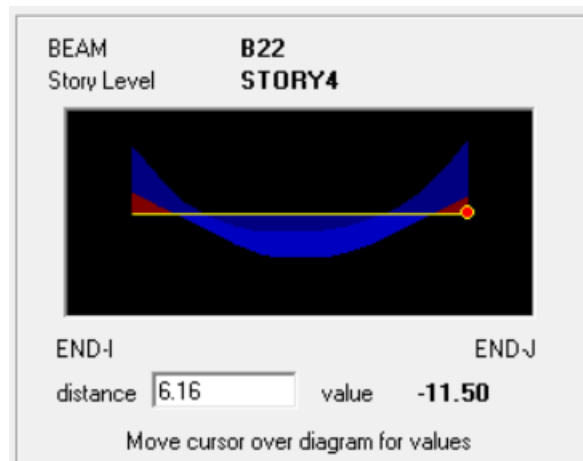 BEAM B22
Story Level STORY4
END-I END-J
distance 6.16 value -11.50
Move cursor over diagram for values